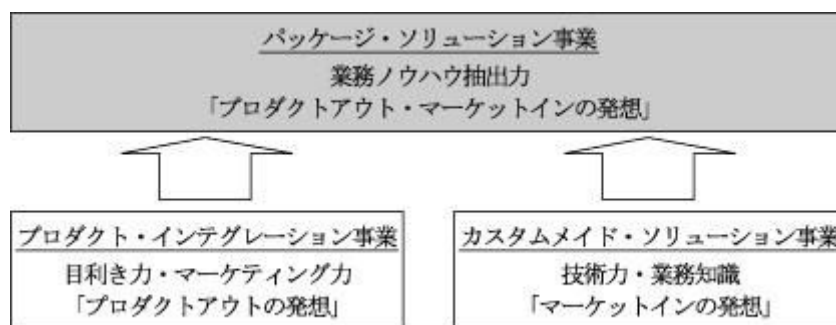 パッケージ・ソリューション事業
業務ノウハウ抽出力
「プロダクトアウト・マーケットインの発想」
プロダクト・インテグレーション事業
目利き力・マーケティング力
「プロダクトアウトの発想」
カスタムメイド・ソリューション事業
技術力・業務知識
「マーケットインの発想」